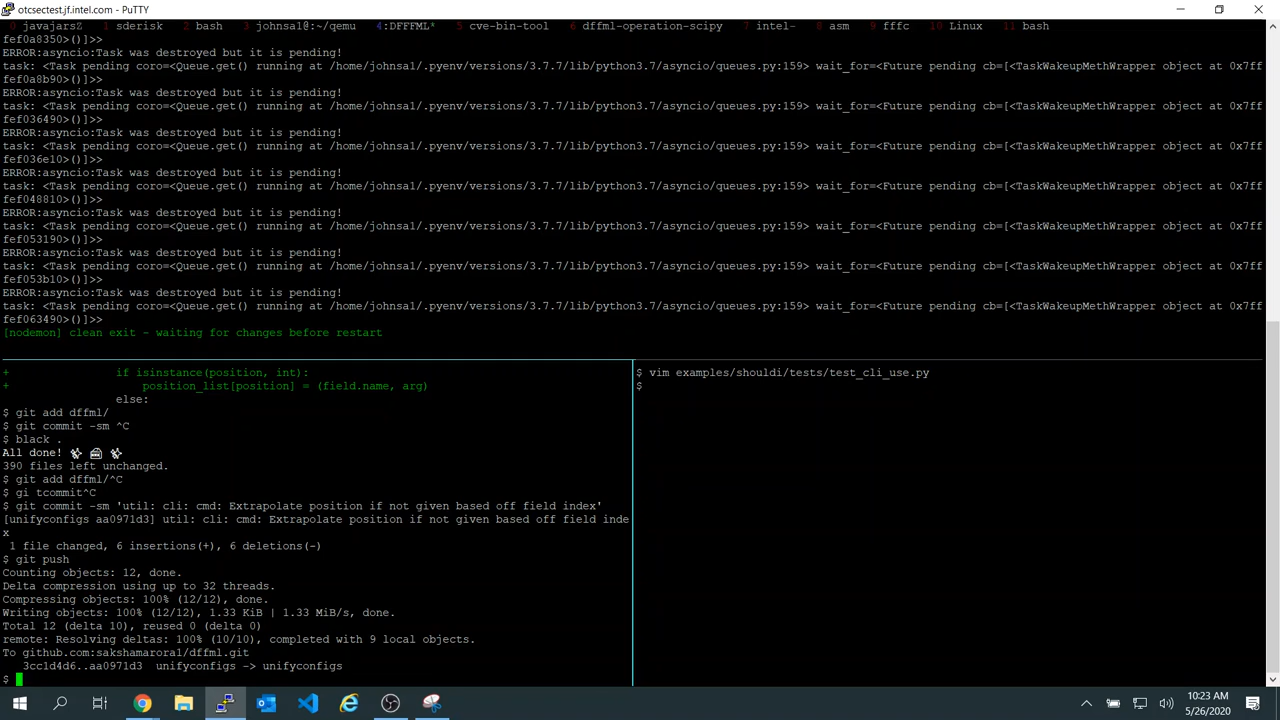 otcsectest.jf.intel.com - PuTTY
0 javajarsZ 1 sderisk 2 bash 3 johnsa1@:~/qemu 4:DFFFML* 5 cve-bin-tool 6 dffml-operation-scipy 7 intel- 8 asm 9 fffc 10 Linux 11 bash
fef0a8350>()]>>
ERROR:asyncio:Task was destroyed but it is pending!
task: <Task pending coro=<Queue.get() running at /home/johnsa1/.pyenv/versions/3.7.7/lib/python3.7/asyncio/queues.py:159> wait_for=<Future pending cb=[<TaskWakeupMethWrapper object at 0x7ff
fef0a8b90>()]>>
ERROR:asyncio:Task was destroyed but it is pending!
task: <Task pending coro=<Queue.get() running at /home/johnsa1/.pyenv/versions/3.7.7/lib/python3.7/asyncio/queues.py:159> wait_for=<Future pending cb=[<TaskWakeupMethWrapper object at 0x7ff
fef036490>()]>>
ERROR:asyncio:Task was destroyed but it is pending!
task: <Task pending coro=<Queue.get() running at /home/johnsa1/.pyenv/versions/3.7.7/lib/python3.7/asyncio/queues.py:159> wait_for=<Future pending cb=[<TaskWakeupMethWrapper object at 0x7ff
fef036e10>()]>>
ERROR:asyncio:Task was destroyed but it is pending!
task: <Task pending coro=<Queue.get() running at /home/johnsa1/.pyenv/versions/3.7.7/lib/python3.7/asyncio/queues.py:159> wait_for=<Future pending cb=[<TaskWakeupMethWrapper object at 0x7ff
fef048810>()]>>
ERROR:asyncio:Task was destroyed but it is pending!
task: <Task pending coro=<Queue.get() running at /home/johnsa1/.pyenv/versions/3.7.7/lib/python3.7/asyncio/queues.py:159> wait_for=<Future pending cb=[<TaskWakeupMethWrapper object at 0x7ff
fef053190>()]>>
ERROR:asyncio:Task was destroyed but it is pending!
task: <Task pending coro=<Queue.get() running at /home/johnsa1/.pyenv/versions/3.7.7/lib/python3.7/asyncio/queues.py:159> wait_for=<Future pending cb=[<TaskWakeupMethWrapper object at 0x7ff
fef053b10>()]>>
ERROR:asyncio:Task was destroyed but it is pending!
task: <Task pending coro=<Queue.get() running at /home/johnsa1/.pyenv/versions/3.7.7/lib/python3.7/asyncio/queues.py:159> wait_for=<Future pending cb=[<TaskWakeupMethWrapper object at 0x7ff
fef063490>()]>>
[nodemon] clean exit - waiting for changes before restart
+ if isinstance(position, int):
+ position_list[position] = (field.name, arg)
else:
$ git add dffml/
$ git commit -sm ^C
$ black .
All done! ✨ 🍰 ✨
390 files left unchanged.
$ git add dffml/^C
$ gi tcommit^C
$ git commit -sm 'util: cli: cmd: Extrapolate position if not given based off field index'
[unifyconfigs aa0971d3] util: cli: cmd: Extrapolate position if not given based off field inde
x
1 file changed, 6 insertions(+), 6 deletions(-)
$ git push
Counting objects: 12, done.
Delta compression using up to 32 threads.
Compressing objects: 100% (12/12), done.
Writing objects: 100% (12/12), 1.33 KiB | 1.33 MiB/s, done.
Total 12 (delta 10), reused 0 (delta 0)
remote: Resolving deltas: 100% (10/10), completed with 9 local objects.
To github.com:sakshamarora1/dffml.git
3cc1d4d6..aa0971d3 unifyconfigs -> unifyconfigs
$
$ vim examples/shouldi/tests/test_cli_use.py
$
10:23 AM
5/26/2020